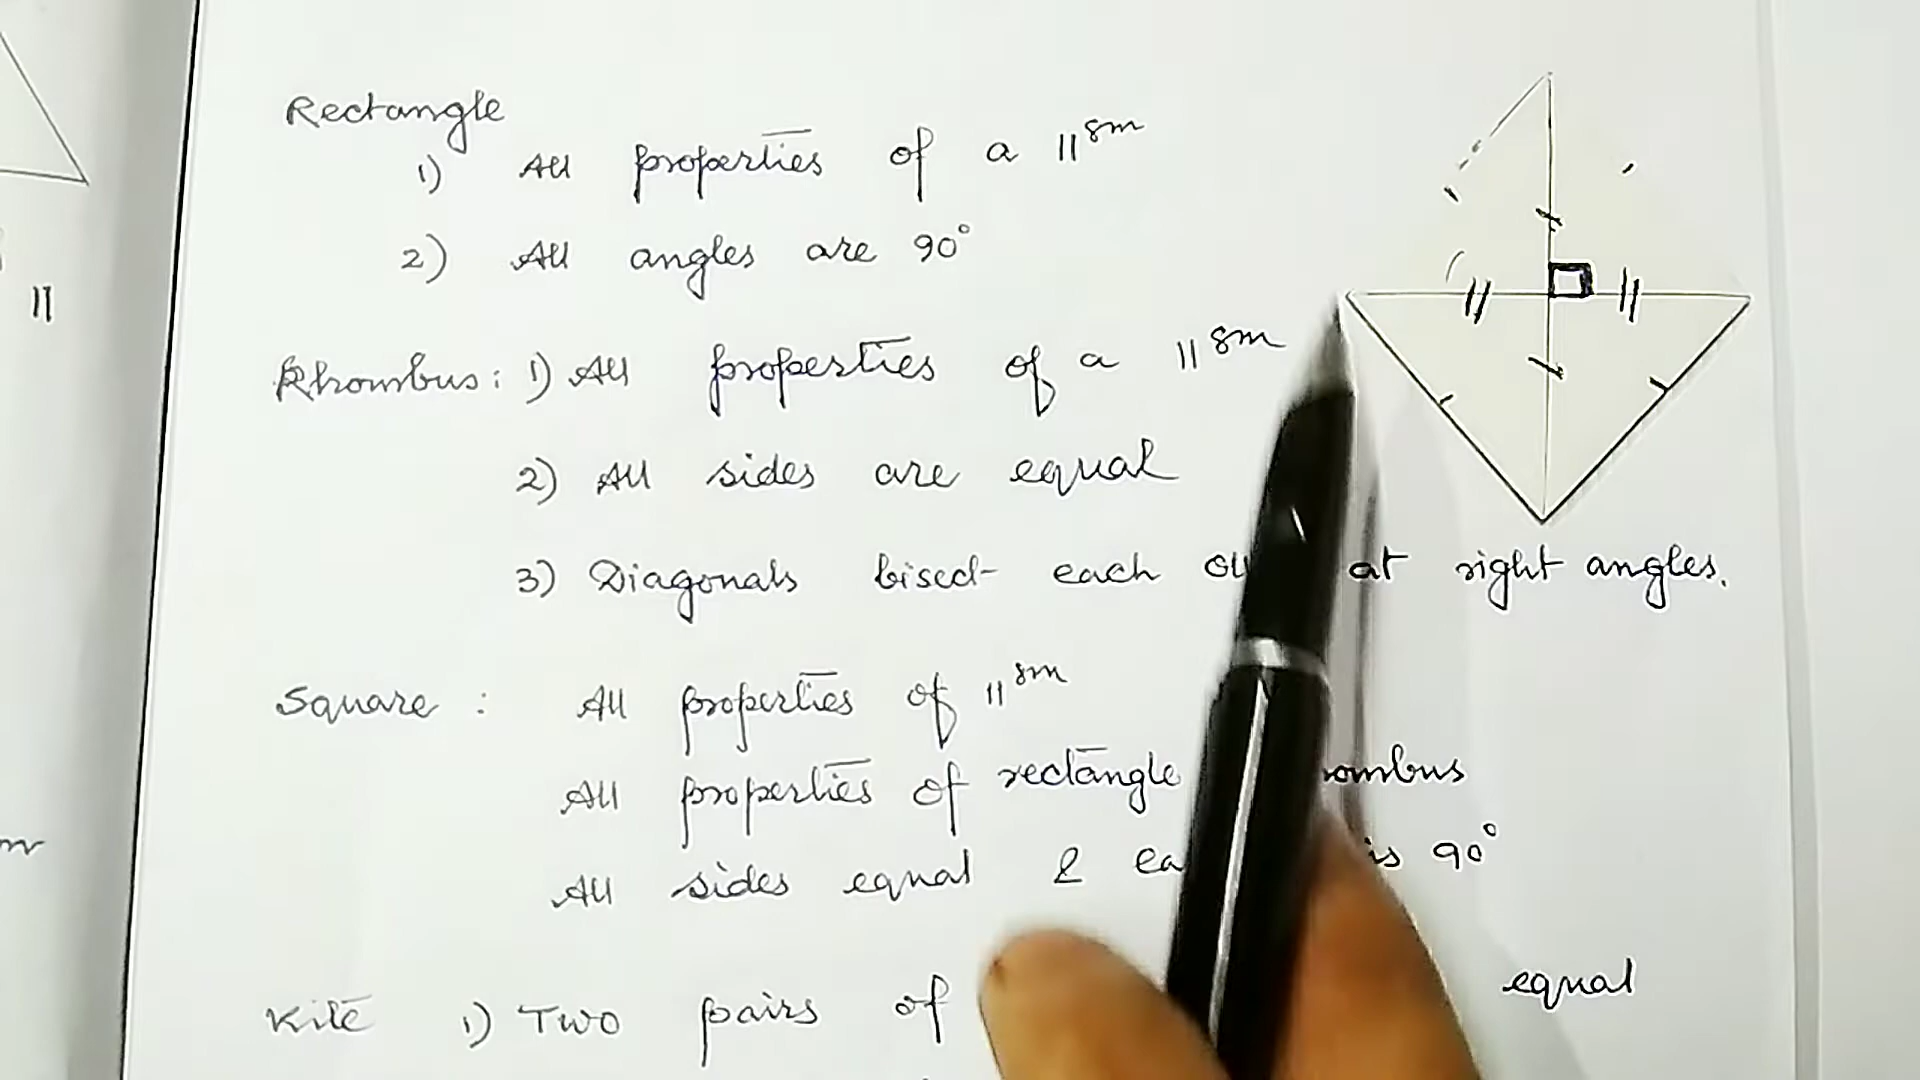 Rectangle
1) All properties of a ||gm
2) All angles are 90°
||
Rhombus: 1) All properties of a ||gm
2) All sides are equal
3) Diagonals bisect each at right angles.
Square : All properties of ||gm
All properties of rectangle
All sides equal & is 90°
Kite 1) Two pairs of equal